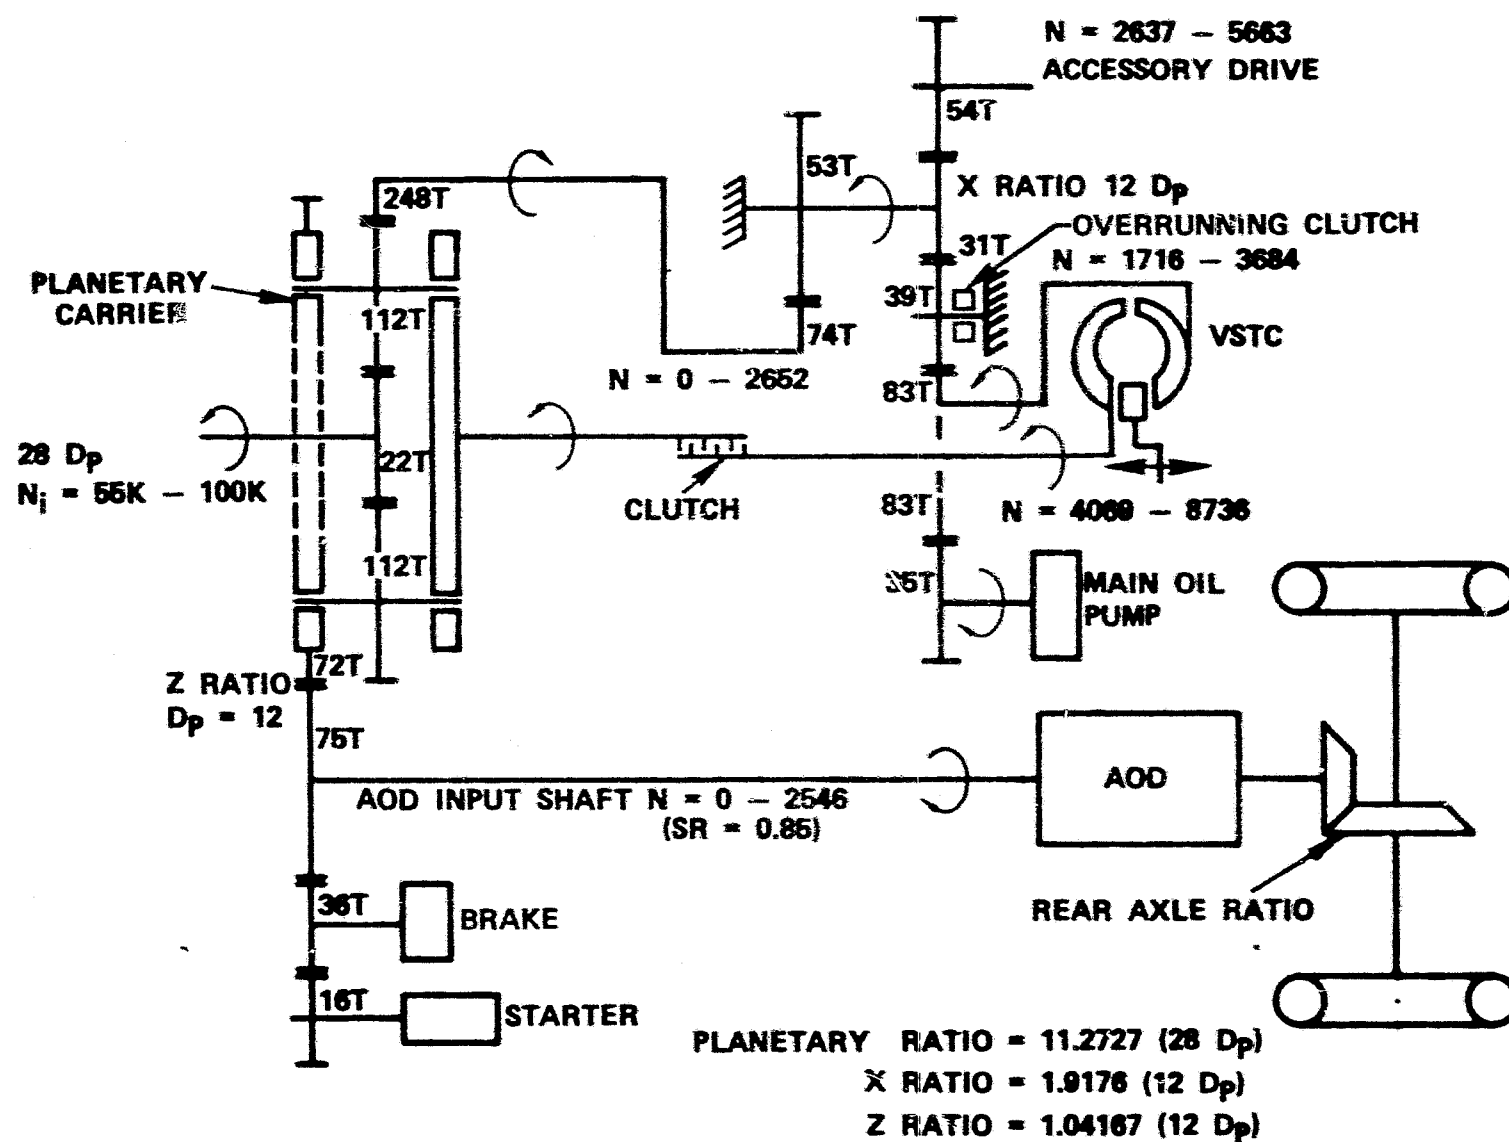 N = 2637 – 5663
ACCESSORY DRIVE
54T
53T
X RATIO 12 Dp
248T
OVERRUNNING CLUTCH
31T
N = 1716 – 3684
PLANETARY
CARRIER
39T
112T
74T
VSTC
N = 0 – 2652
83T
28 Dp
22T
Ni = 55K – 100K
CLUTCH
83T
N = 4069 – 8736
112T
MAIN OIL
PUMP
72T
Z RATIO
Dp = 12
75T
AOD
AOD INPUT SHAFT N = 0 – 2546
(SR = 0.85)
36T
BRAKE
REAR AXLE RATIO
16T
STARTER
PLANETARY RATIO = 11.2727 (28 Dp)
X RATIO = 1.9176 (12 Dp)
Z RATIO = 1.04167 (12 Dp)